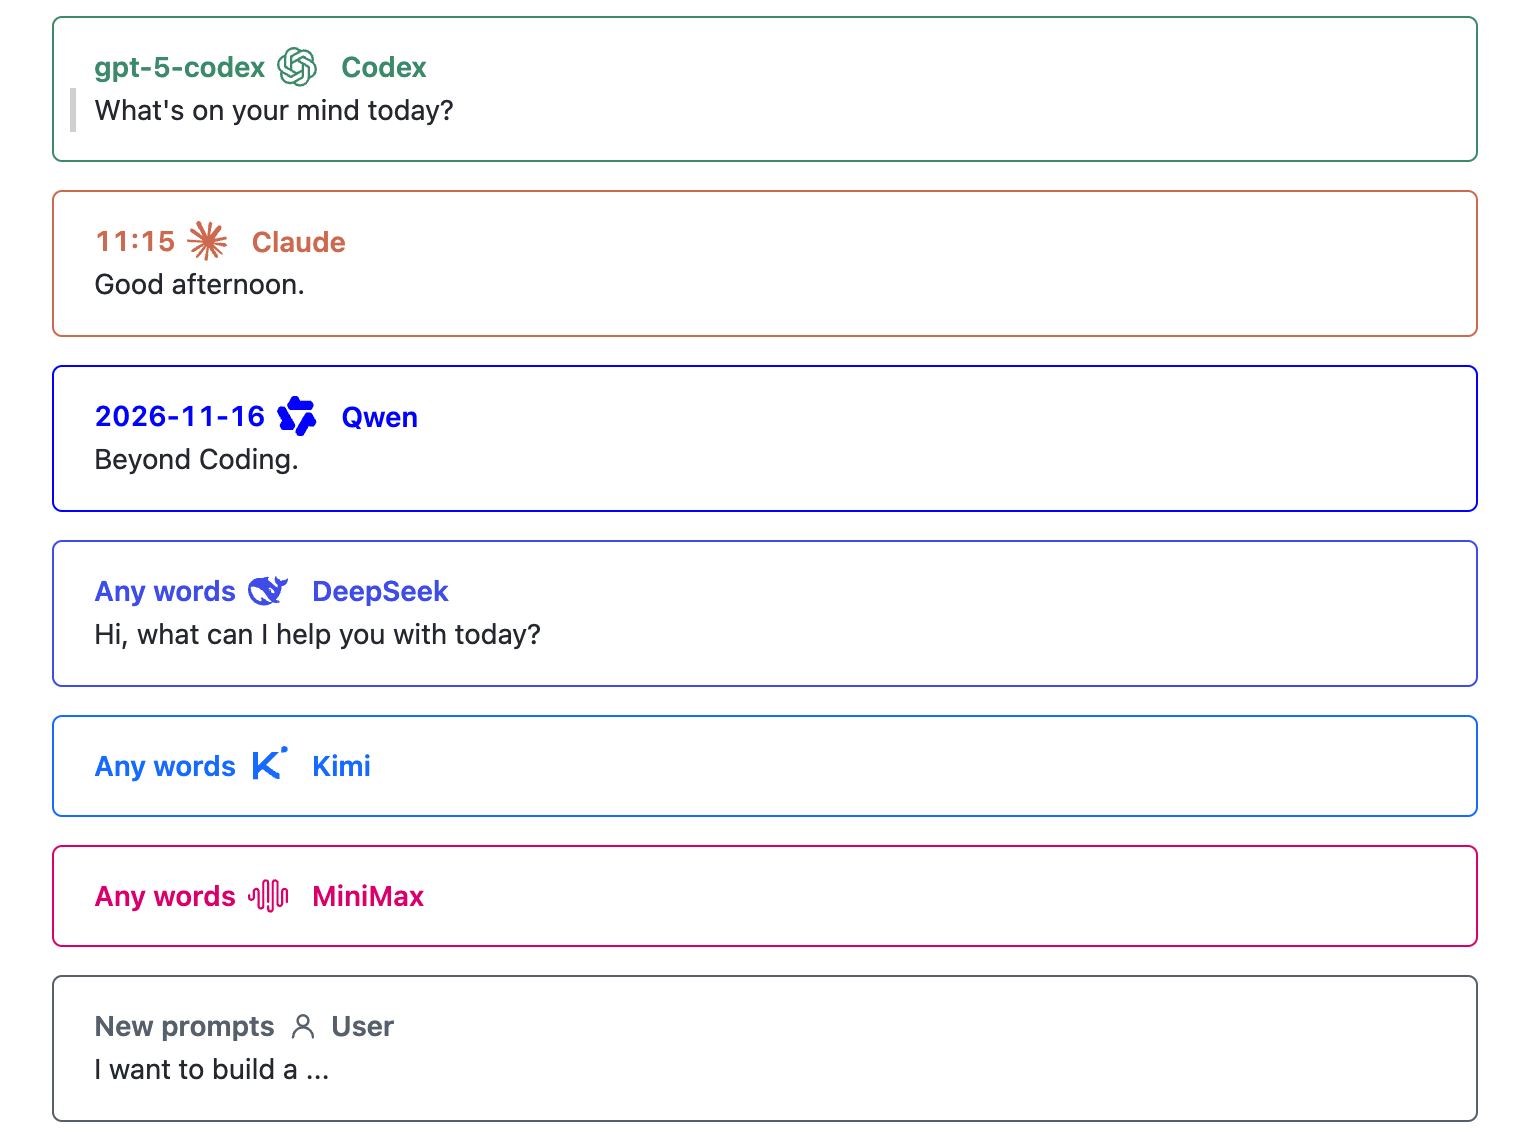 gpt-5-codex Codex
What's on your mind today?
11:15 Claude
Good afternoon.
2026-11-16 Qwen
Beyond Coding.
Any words DeepSeek
Hi, what can I help you with today?
Any words Kimi
Any words MiniMax
New prompts User
I want to build a ...